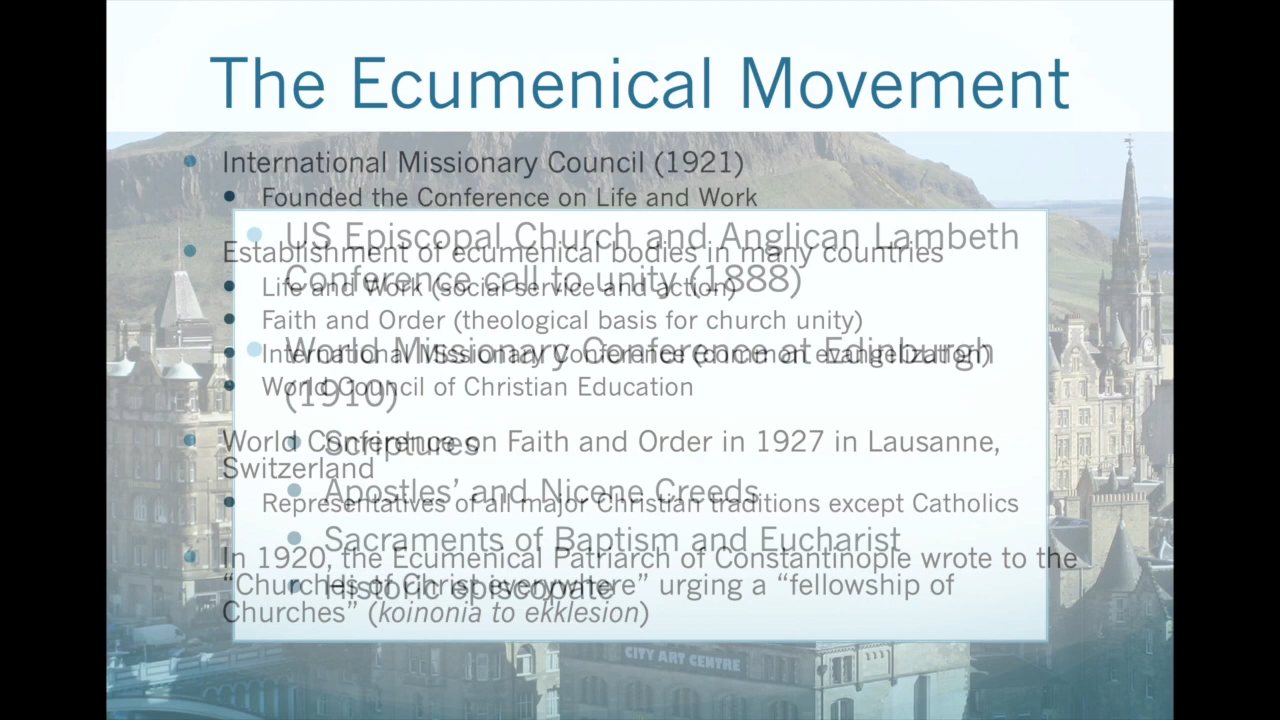 The Ecumenical Movement
International Missionary Council (1921)
Founded the Conference on Life and Work
Establishment of ecumenical bodies in many countries
Life and Work (social service and action)
Faith and Order (theological basis for church unity)
International Missionary Conference (common evangelization)
World Council of Christian Education
World Conference on Faith and Order in 1927 in Lausanne,
Switzerland
Representatives of all major Christian traditions except Catholics
In 1920, the Ecumenical Patriarch of Constantinople wrote to the
“Churches of Christ everywhere” urging a “fellowship of
Churches” (koinonia to ekklesion)
US Episcopal Church and Anglican Lambeth
Conference call to unity (1888)
World Missionary Conference at Edinburgh
(1910)
Scriptures
Apostles’ and Nicene Creeds
Sacraments of Baptism and Eucharist
Historic episcopate
CITY ART CENTRE